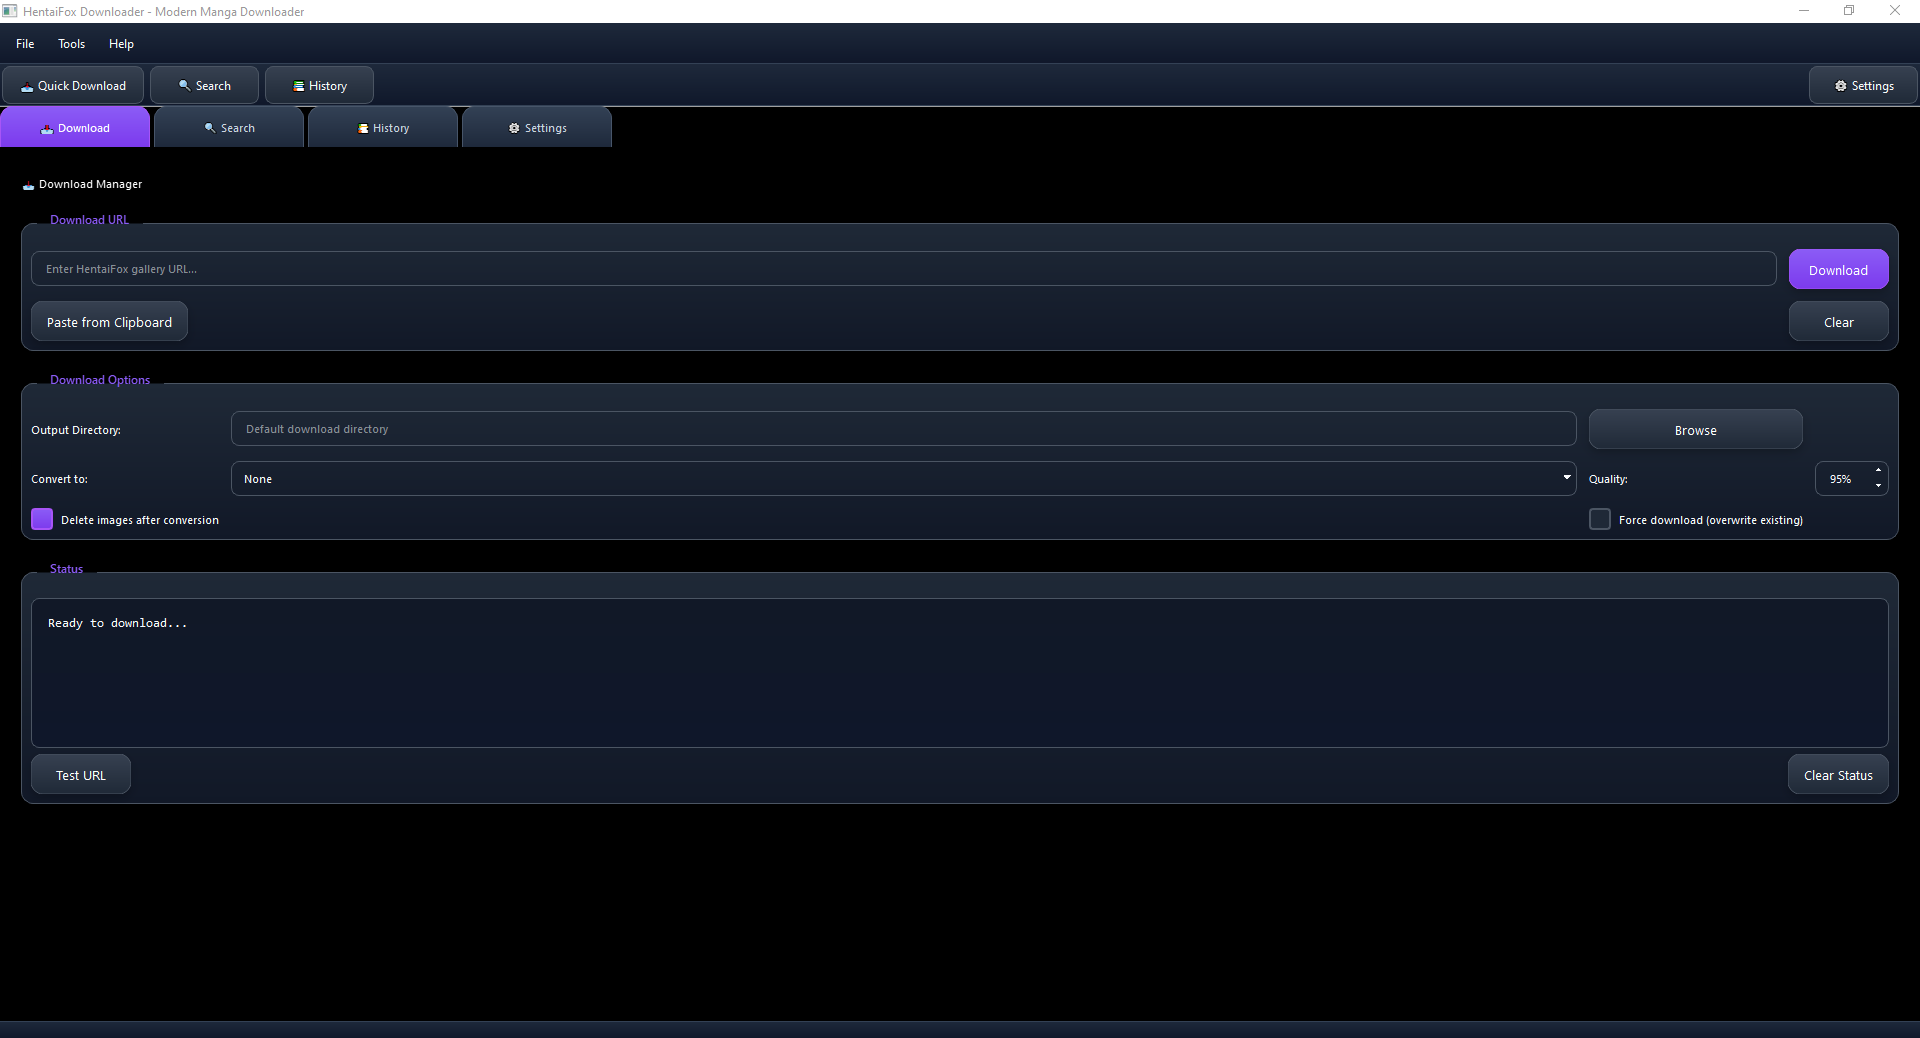 HentaiFox Downloader - Modern Manga Downloader
File Tools Help
Quick Download Search History Settings
Download Search History Settings
Download Manager
Download URL
Enter HentaiFox gallery URL... Download
Paste from Clipboard Clear
Download Options
Output Directory: Default download directory Browse
Convert to: None Quality: 95%
Delete images after conversion Force download (overwrite existing)
Status
Ready to download...
Test URL Clear Status